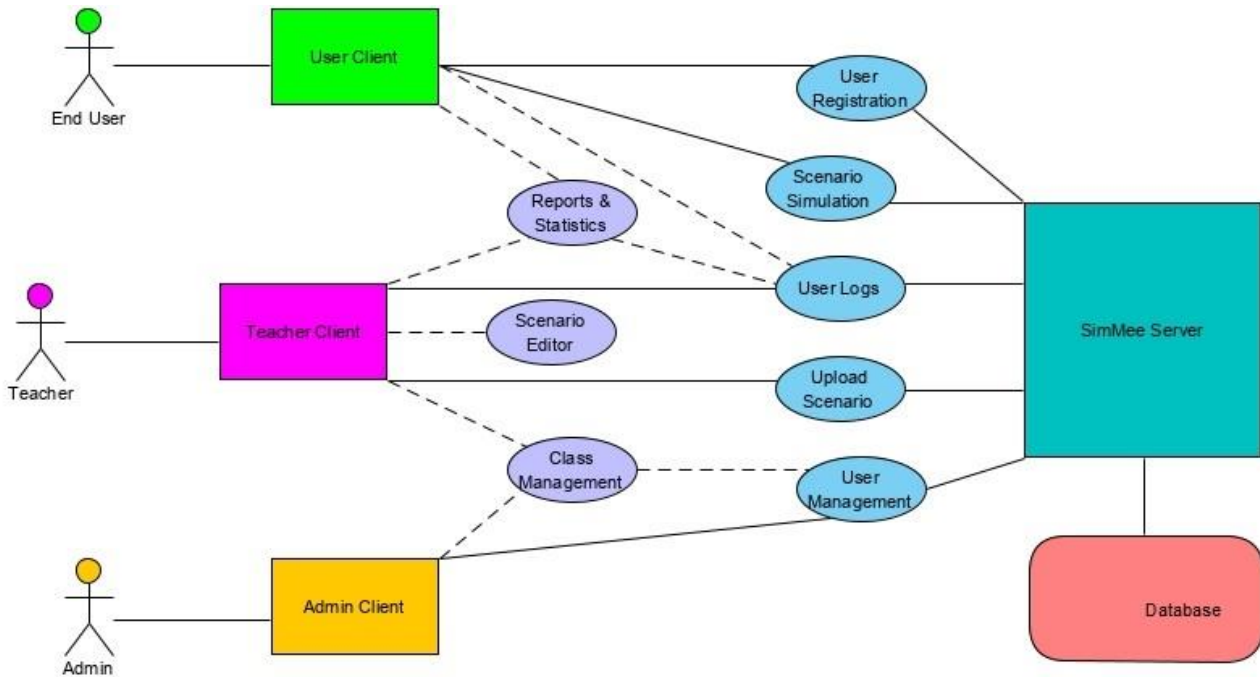 User Client
User
Registration
End User
Scenario
Simulation
Reports &
Statistics
User Logs
Teacher Client
Scenario
Editor
SimMee Server
Teacher
Upload
Scenario
Class
Management
User
Management
Admin Client
Database
Admin